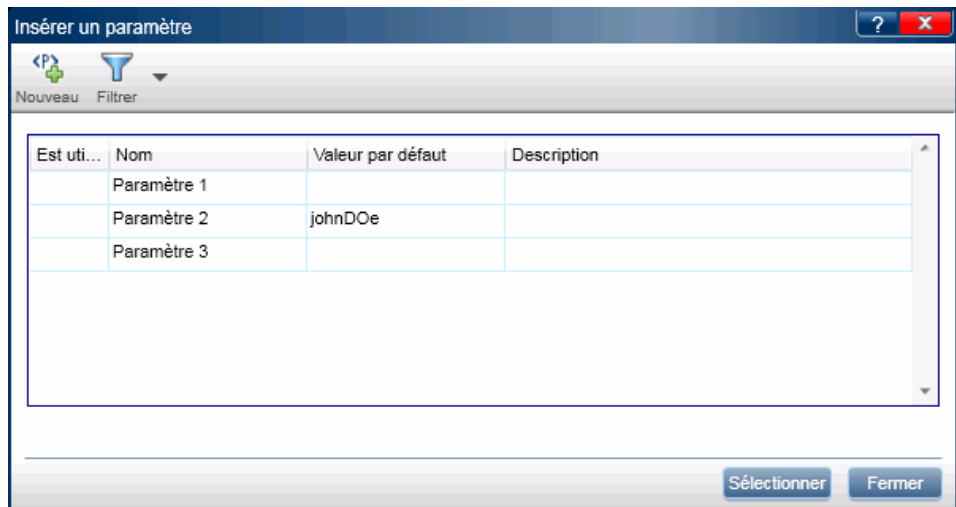 Insérer un paramètre
?
x
<P>
Nouveau Filtrer
Est uti... Nom Valeur par défaut Description
Paramètre 1
Paramètre 2 johnDOe
Paramètre 3
Sélectionner Fermer